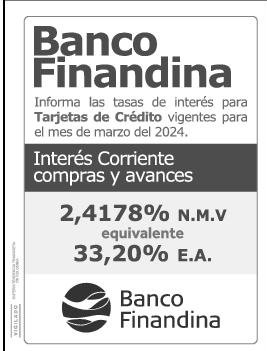 Banco
Finandina
Informa las tasas de interés para
Tarjetas de Crédito vigentes para
el mes de marzo del 2024.
Interés Corriente
compras y avances
2,4178% N.M.V
equivalente
33,20% E.A.
Banco
Finandina
VIGILADO